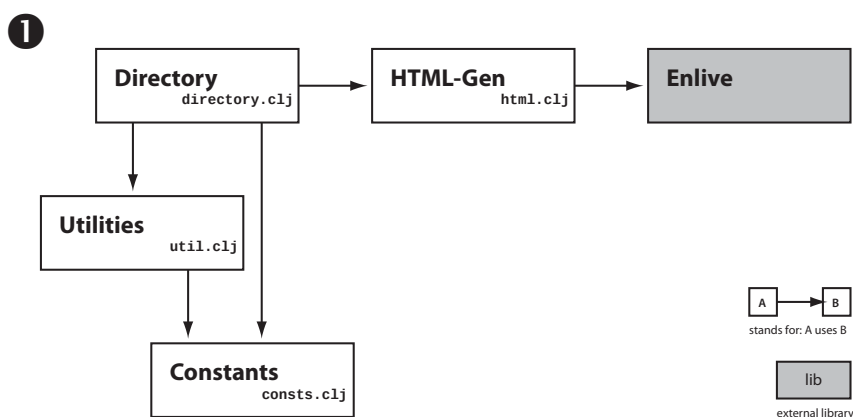 1
Directory
directory.clj
HTML-Gen
html.clj
Enlive
Utilities
util.clj
A
B
stands for: A uses B
Constants
consts.clj
lib
external library